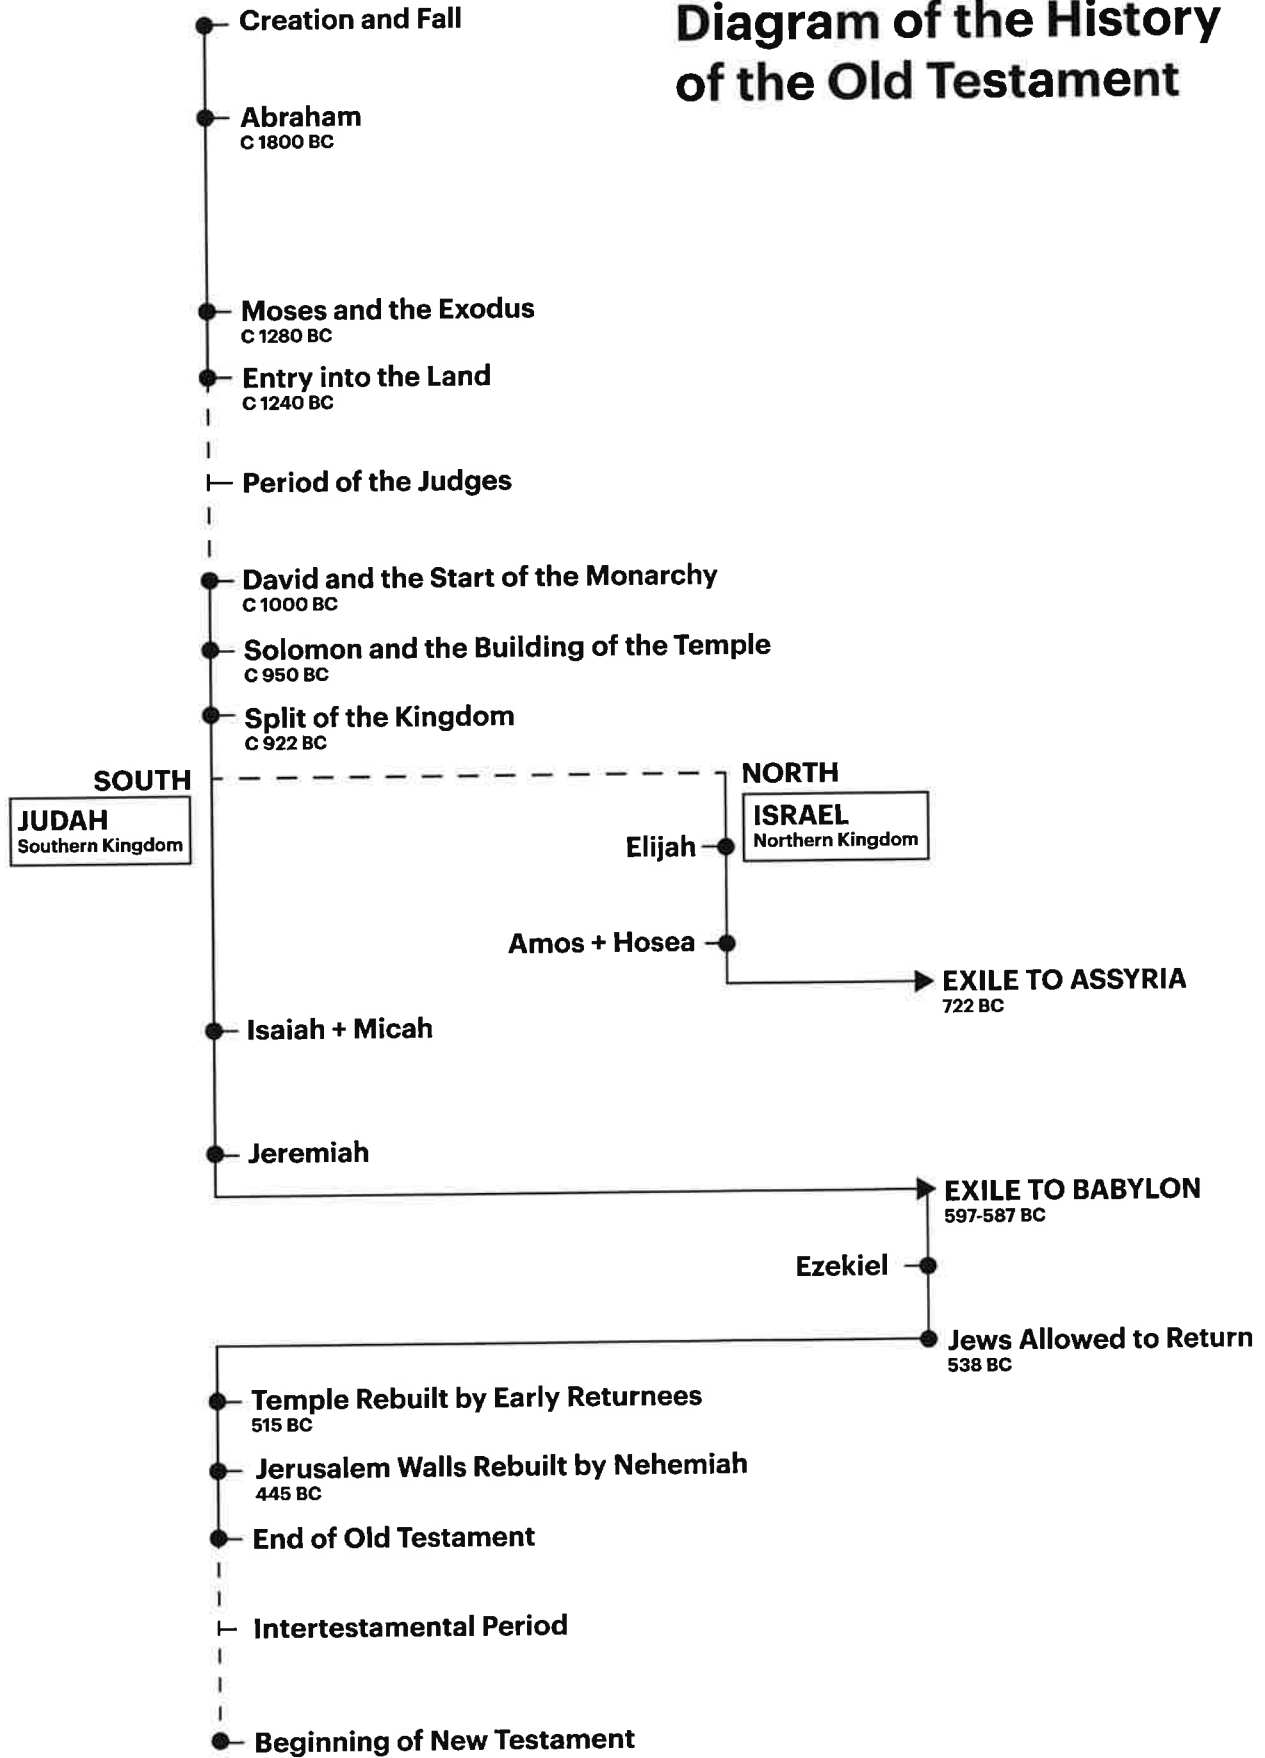 Diagram of the History
of the Old Testament
Creation and Fall
Abraham
C 1800 BC
Moses and the Exodus
C 1280 BC
Entry into the Land
C 1240 BC
Period of the Judges
David and the Start of the Monarchy
C 1000 BC
Solomon and the Building of the Temple
C 950 BC
Split of the Kingdom
C 922 BC
SOUTH
JUDAH
Southern Kingdom
NORTH
ISRAEL
Northern Kingdom
Elijah
Amos + Hosea
EXILE TO ASSYRIA
722 BC
Isaiah + Micah
Jeremiah
EXILE TO BABYLON
597-587 BC
Ezekiel
Jews Allowed to Return
538 BC
Temple Rebuilt by Early Returnees
515 BC
Jerusalem Walls Rebuilt by Nehemiah
445 BC
End of Old Testament
Intertestamental Period
Beginning of New Testament